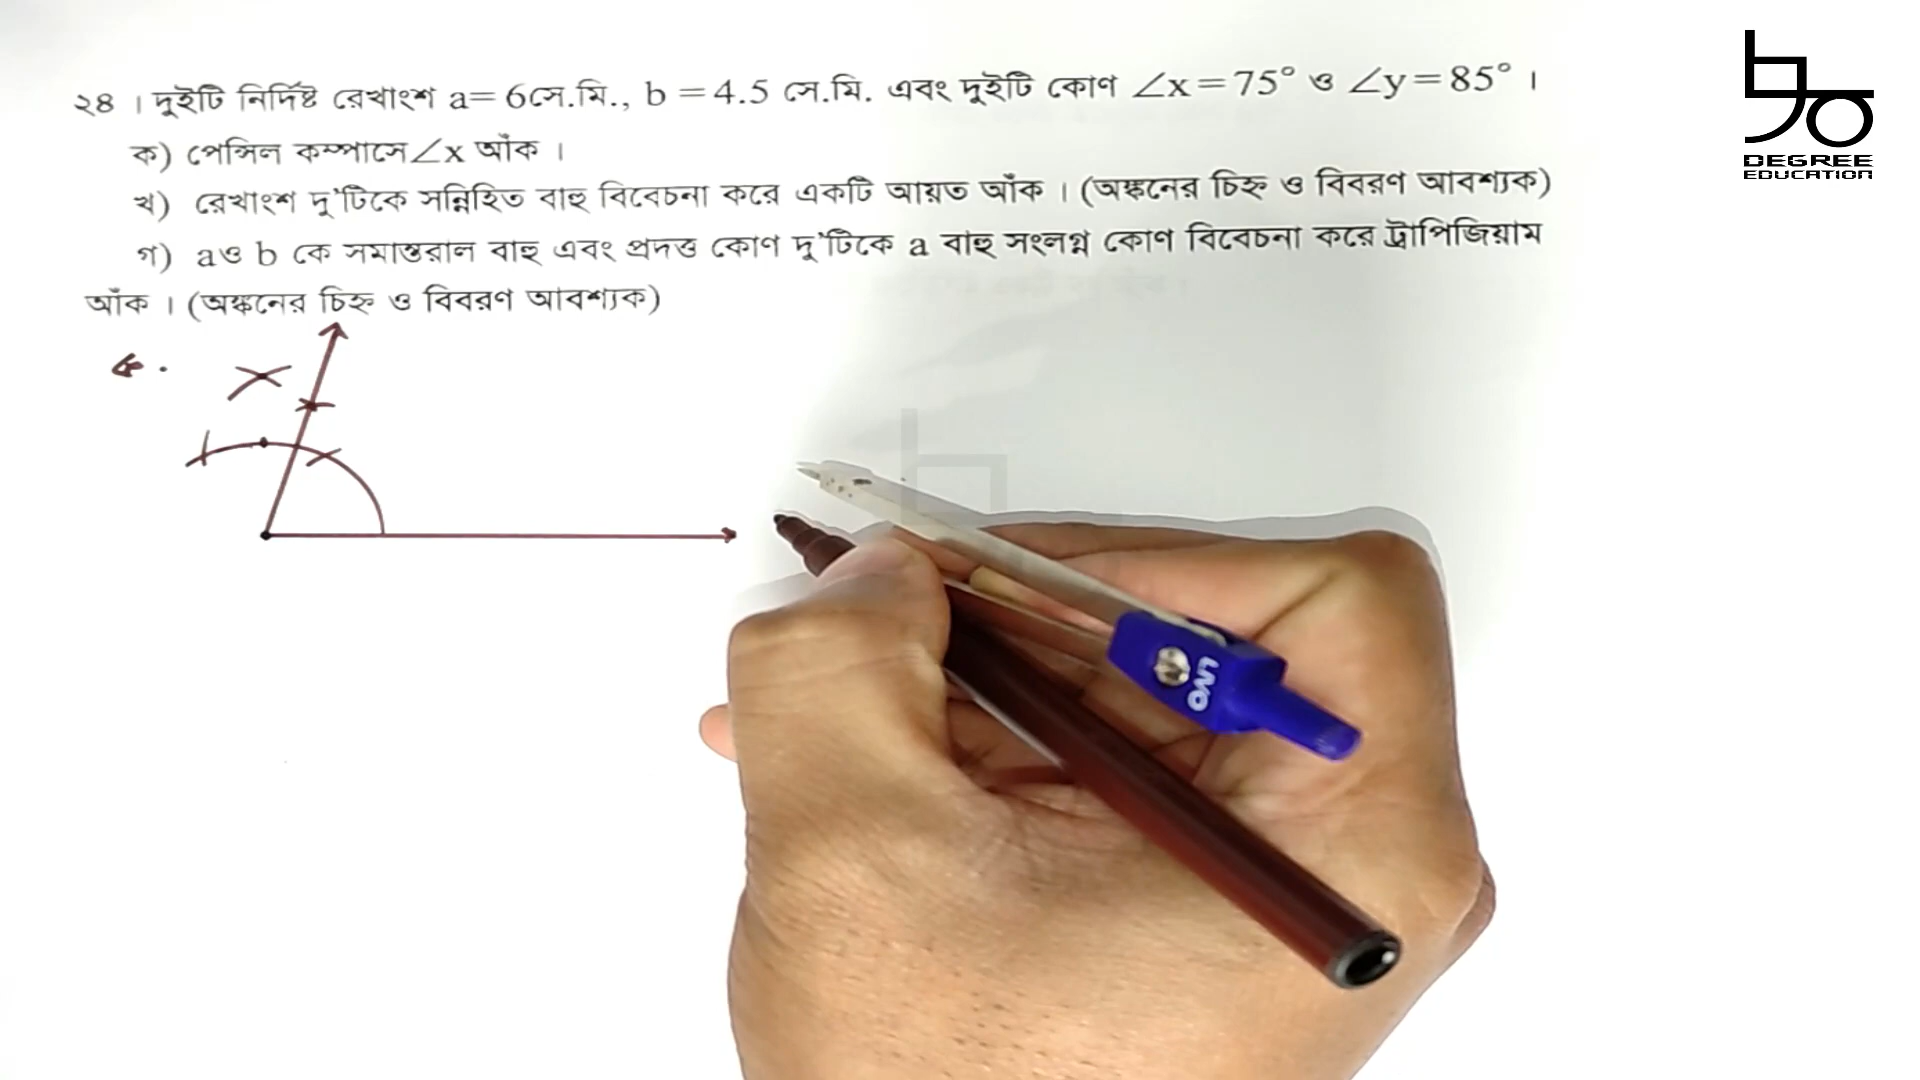 ২৪ । দুইটি নির্দিষ্ট রেখাংশ a= 6সে.মি., b =4.5 সে.মি. এবং দুইটি কোণ ∠x=75° ও ∠y=85° ।
ক) পেন্সিল কম্পাসে∠x আঁক ।
খ) রেখাংশ দু'টিকে সন্নিহিত বাহু বিবেচনা করে একটি আয়ত আঁক । (অঙ্কনের চিহ্ন ও বিবরণ আবশ্যক)
গ) aও b কে সমান্তরাল বাহু এবং প্রদত্ত কোণ দু'টিকে a বাহু সংলগ্ন কোণ বিবেচনা করে ট্রাপিজিয়াম
আঁক । (অঙ্কনের চিহ্ন ও বিবরণ আবশ্যক)
ক.
DEGREE
EDUCATION
LIVO